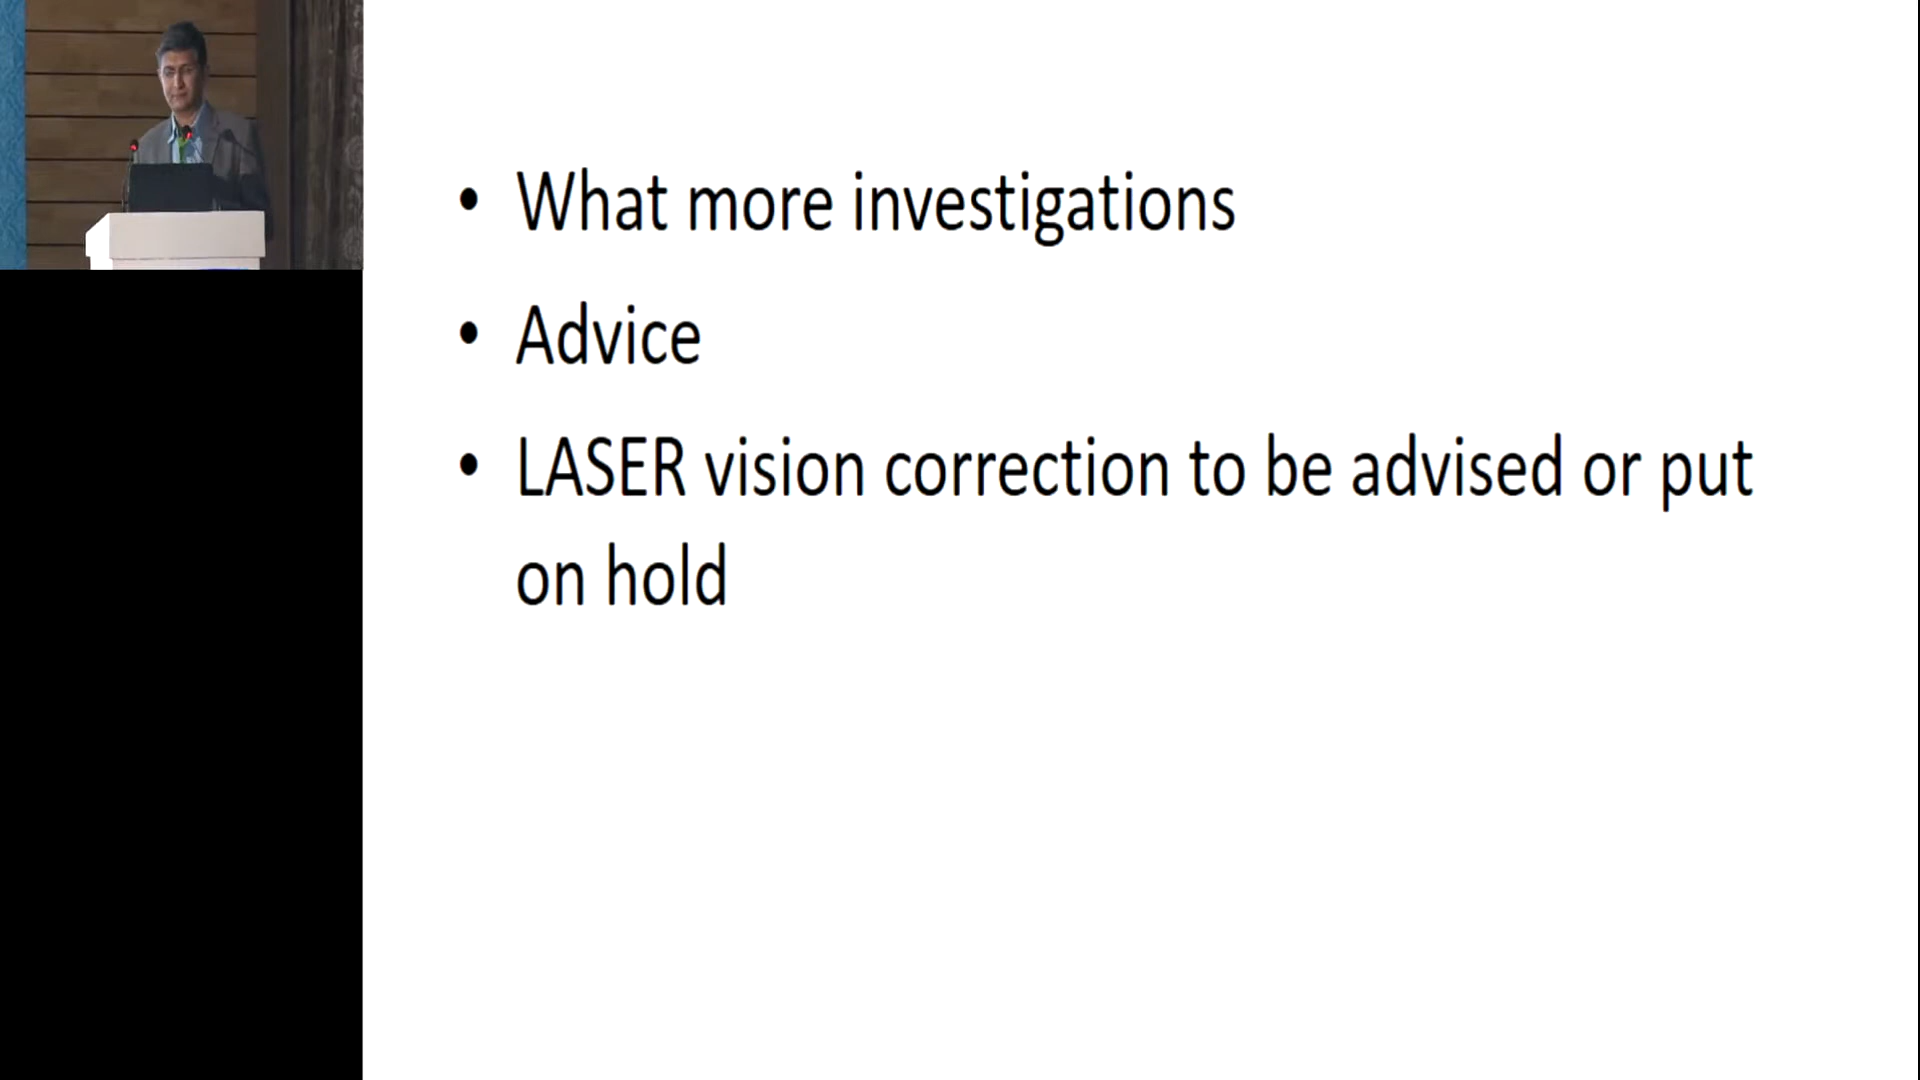 • What more investigations
• Advice
• LASER vision correction to be advised or put
on hold